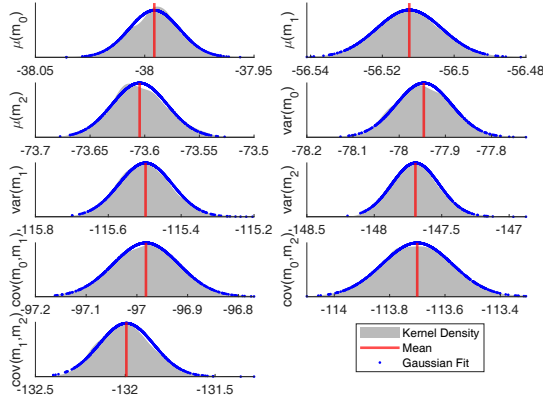 μ(m0)
-38.05 -38 -37.95
μ(m1)
-56.54 -56.52 -56.5 -56.48
μ(m2)
-73.7 -73.65 -73.6 -73.55 -73.5
var(m0)
-78.2 -78.1 -78 -77.9 -77.8
var(m1)
-115.8 -115.6 -115.4 -115.2
var(m2)
-148.5 -148 -147.5 -147
cov(m0,m1)
-97.2 -97.1 -97 -96.9 -96.8
cov(m0,m2)
-114 -113.8 -113.6 -113.4
cov(m1,m2)
-132.5 -132 -131.5
Kernel Density
Mean
Gaussian Fit